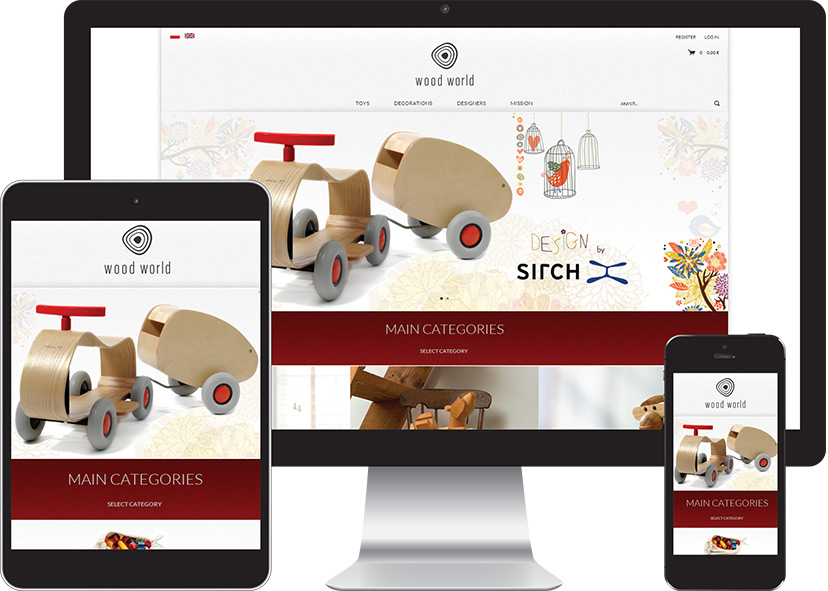 REGISTER LOG IN
0 0,00 €
wood world
TOYS DECORATIONS DESIGNERS MISSION search...
DESIGN by
SIRCH
MAIN CATEGORIES
SELECT CATEGORY
wood world
MAIN CATEGORIES
SELECT CATEGORY
wood world
MAIN CATEGORIES
SELECT CATEGORY